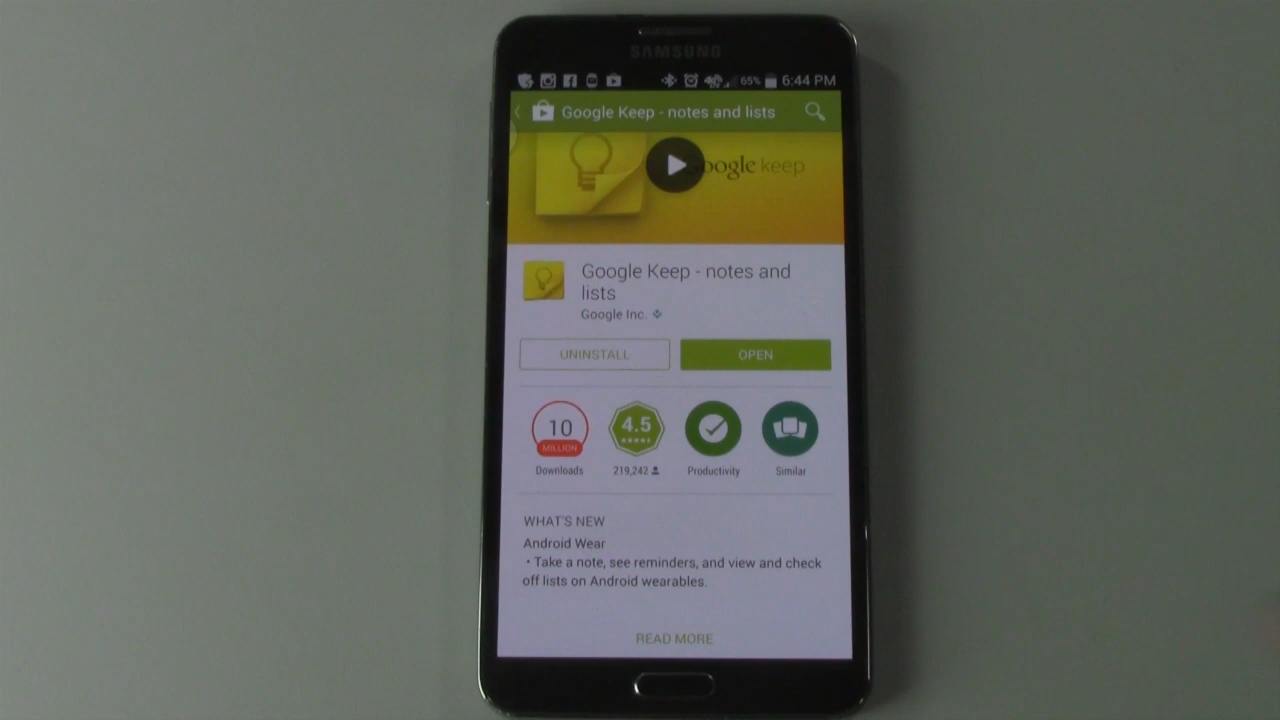 SAMSUNG
65% 6:44 PM
Google Keep - notes and lists
oogle keep
Google Keep - notes and
lists
Google Inc.
UNINSTALL
OPEN
10
MILLION
4.5
Downloads
219,242
Productivity
Similar
WHAT'S NEW
Android Wear
• Take a note, see reminders, and view and check
off lists on Android wearables.
READ MORE